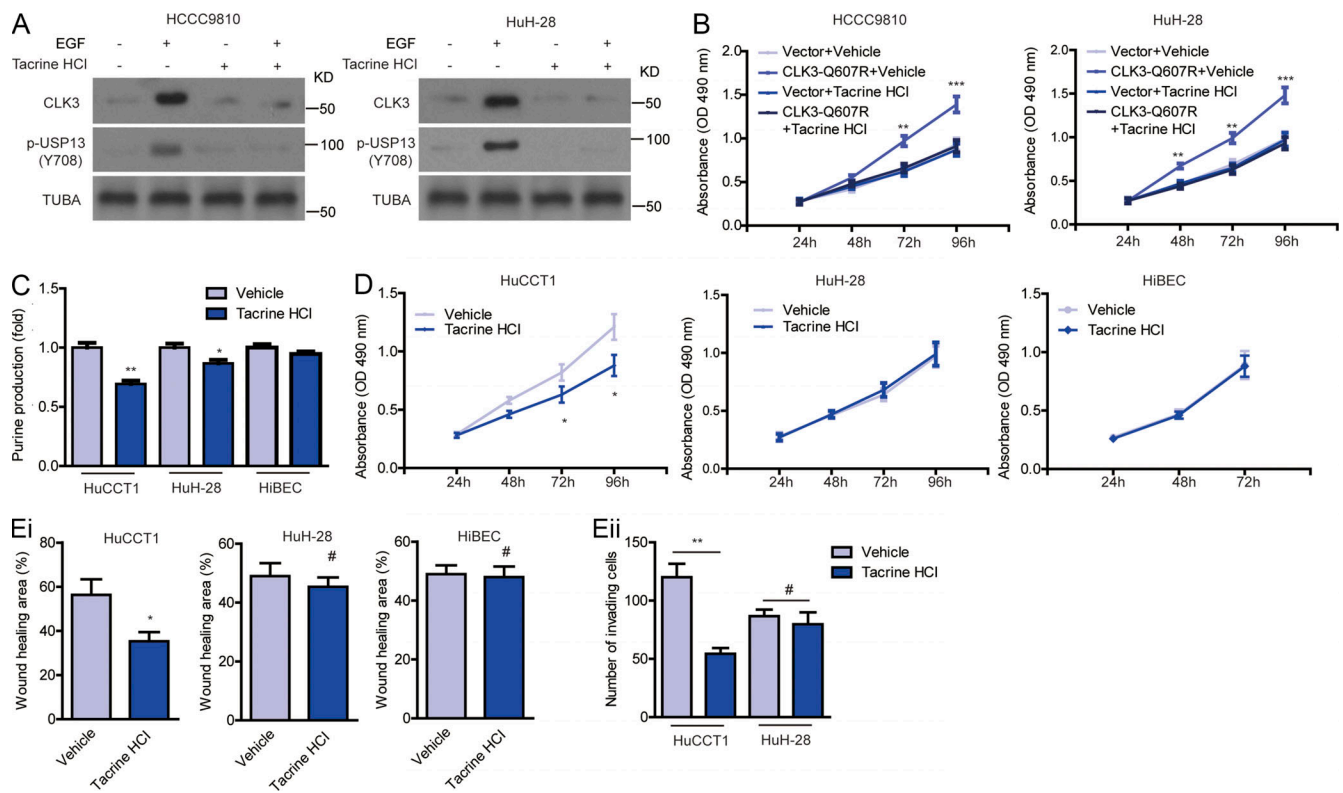 A
HCCC9810
EGF - + - +
Tacrine HCl - - + +
KD
CLK3
50
p-USP13
(Y708)
100
TUBA
50
HuH-28
EGF - + - +
Tacrine HCl - - + +
KD
CLK3
50
p-USP13
(Y708)
100
TUBA
50
B
HCCC9810
Absorbance (OD 490 nm)
2.0
1.5
1.0
0.5
0.0
Vector+Vehicle
CLK3-Q607R+Vehicle
Vector+Tacrine HCl
CLK3-Q607R
+Tacrine HCl
**
***
24h 48h 72h 96h
HuH-28
Absorbance (OD 490 nm)
2.0
1.5
1.0
0.5
0.0
Vector+Vehicle
CLK3-Q607R+Vehicle
Vector+Tacrine HCl
CLK3-Q607R
+Tacrine HCl
**
**
***
24h 48h 72h 96h
C
Purine production (fold)
1.5
1.0
0.5
0.0
Vehicle
Tacrine HCl
**
*
HuCCT1 HuH-28 HiBEC
D
HuCCT1
Absorbance (OD 490 nm)
1.5
1.0
0.5
0.0
Vehicle
Tacrine HCl
*
*
24h 48h 72h 96h
HuH-28
Absorbance (OD 490 nm)
1.5
1.0
0.5
0.0
Vehicle
Tacrine HCl
24h 48h 72h 96h
HiBEC
Absorbance (OD 490 nm)
1.5
1.0
0.5
0.0
Vehicle
Tacrine HCl
24h 48h 72h
Ei
HuCCT1
Wound healing area (%)
80
60
40
20
0
*
Vehicle
Tacrine HCl
HuH-28
Wound healing area (%)
60
40
20
0
#
Vehicle
Tacrine HCl
HiBEC
Wound healing area (%)
60
40
20
0
#
Vehicle
Tacrine HCl
Eii
Number of invading cells
150
100
50
0
Vehicle
Tacrine HCl
**
#
HuCCT1 HuH-28